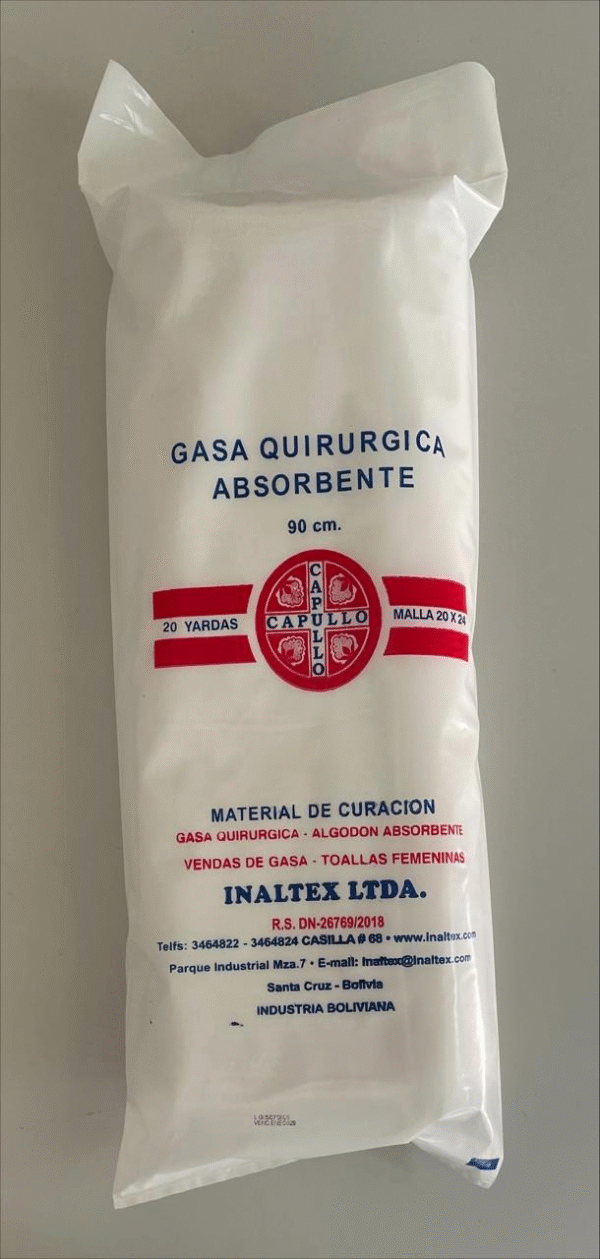 GASA QUIRURGICA
ABSORBENTE
90 cm.
20 YARDAS
CAPULLO
CAPULLO
MALLA 20 X 24
MATERIAL DE CURACION
GASA QUIRURGICA - ALGODON ABSORBENTE
VENDAS DE GASA - TOALLAS FEMENINAS
INALTEX LTDA.
R.S. DN-26769/2018
Telfs: 3464822 - 3464824 CASILLA # 68 • www.inaltex.com
Parque Industrial Mza.7 • E-mail: Inaltex@inaltex.com
Santa Cruz - Bolivia
INDUSTRIA BOLIVIANA